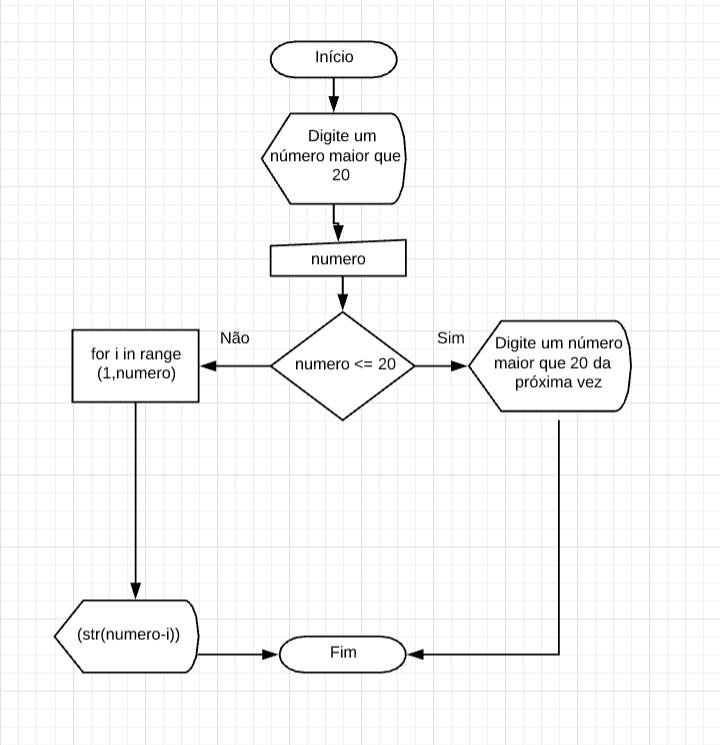 Início
Digite um
número maior que
20
numero
numero <= 20
Não
Sim
for i in range
(1,numero)
Digite um número
maior que 20 da
próxima vez
(str(numero-i))
Fim